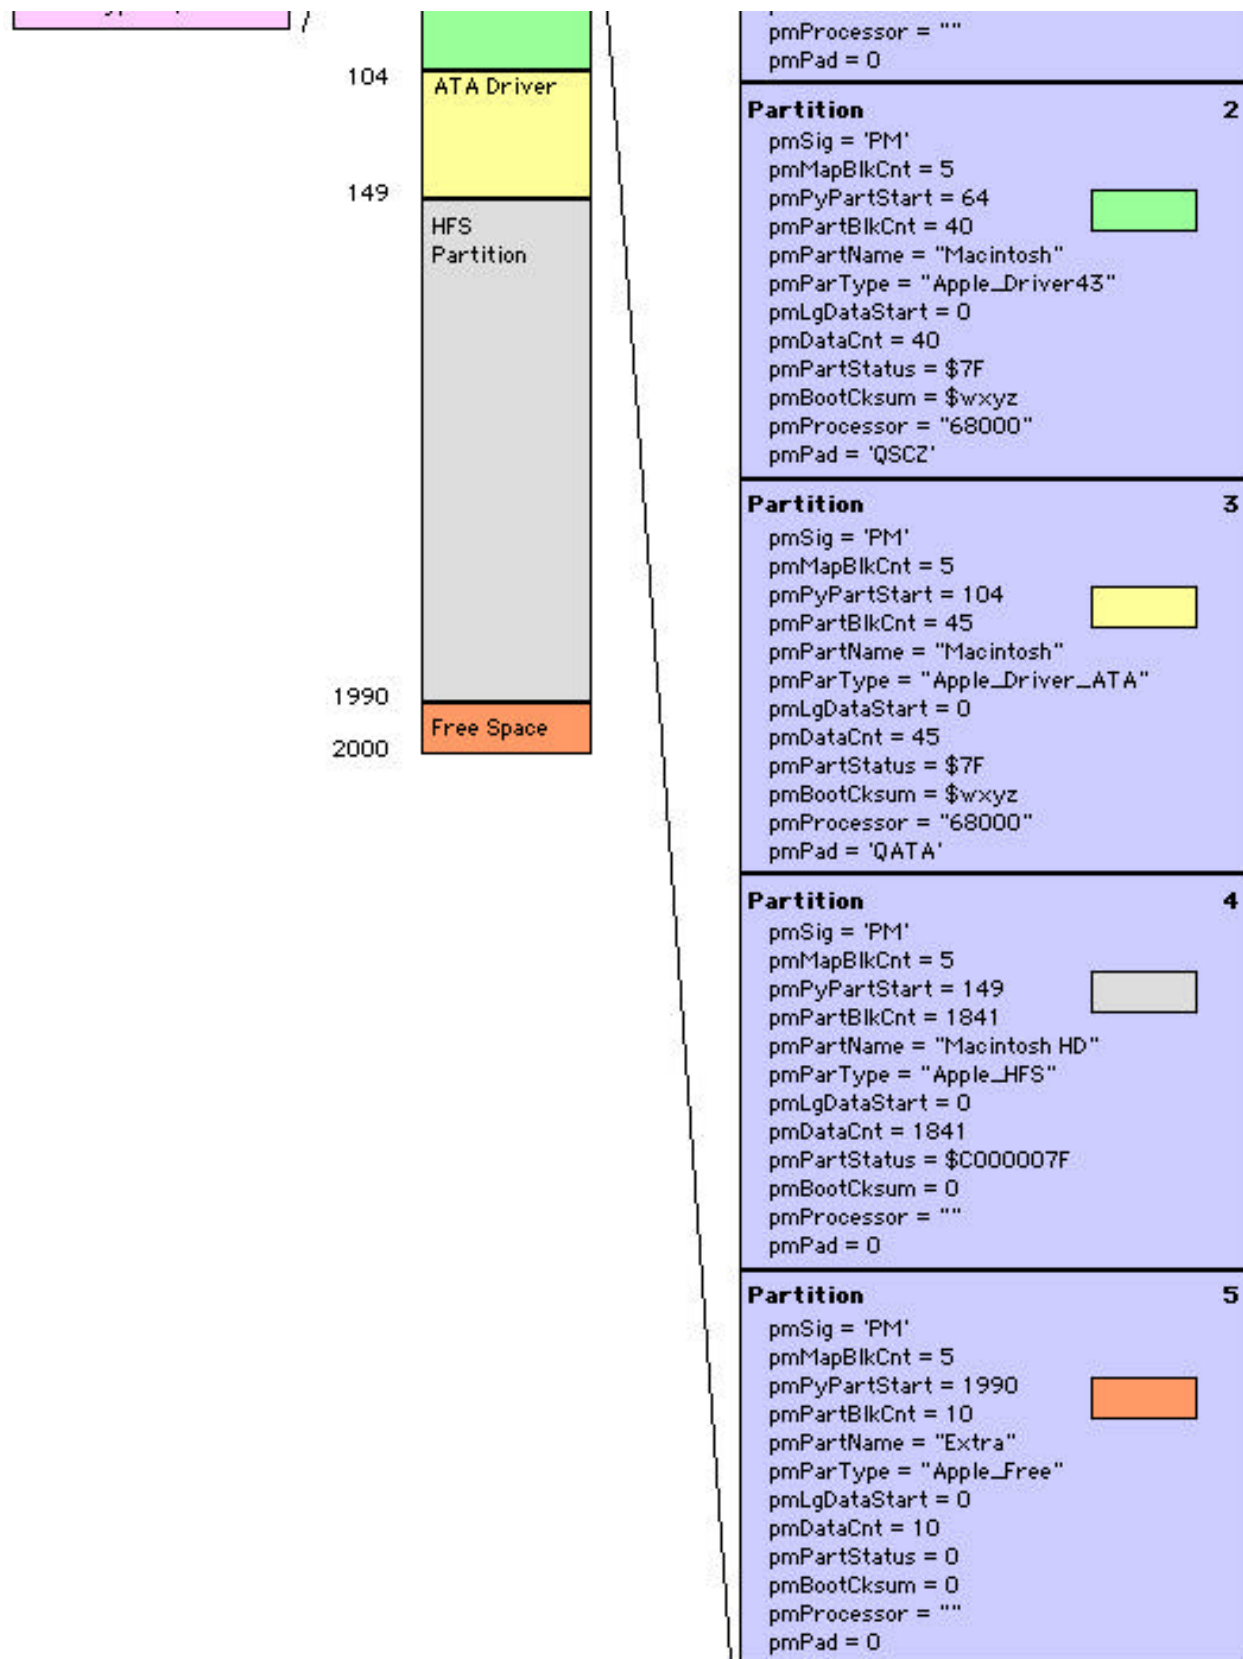 104
ATA Driver
149
HFS
Partition
1990
Free Space
2000
pmProcessor = ""
pmPad = 0
Partition 2
pmSig = 'PM'
pmMapBlkCnt = 5
pmPyPartStart = 64
pmPartBlkCnt = 40
pmPartName = "Macintosh"
pmParType = "Apple_Driver43"
pmLgDataStart = 0
pmDataCnt = 40
pmPartStatus = $7F
pmBootCksum = $wxyz
pmProcessor = "68000"
pmPad = 'QSCZ'
Partition 3
pmSig = 'PM'
pmMapBlkCnt = 5
pmPyPartStart = 104
pmPartBlkCnt = 45
pmPartName = "Macintosh"
pmParType = "Apple_Driver_ATA"
pmLgDataStart = 0
pmDataCnt = 45
pmPartStatus = $7F
pmBootCksum = $wxyz
pmProcessor = "68000"
pmPad = 'QATA'
Partition 4
pmSig = 'PM'
pmMapBlkCnt = 5
pmPyPartStart = 149
pmPartBlkCnt = 1841
pmPartName = "Macintosh HD"
pmParType = "Apple_HFS"
pmLgDataStart = 0
pmDataCnt = 1841
pmPartStatus = $C000007F
pmBootCksum = 0
pmProcessor = ""
pmPad = 0
Partition 5
pmSig = 'PM'
pmMapBlkCnt = 5
pmPyPartStart = 1990
pmPartBlkCnt = 10
pmPartName = "Extra"
pmParType = "Apple_Free"
pmLgDataStart = 0
pmDataCnt = 10
pmPartStatus = 0
pmBootCksum = 0
pmProcessor = ""
pmPad = 0